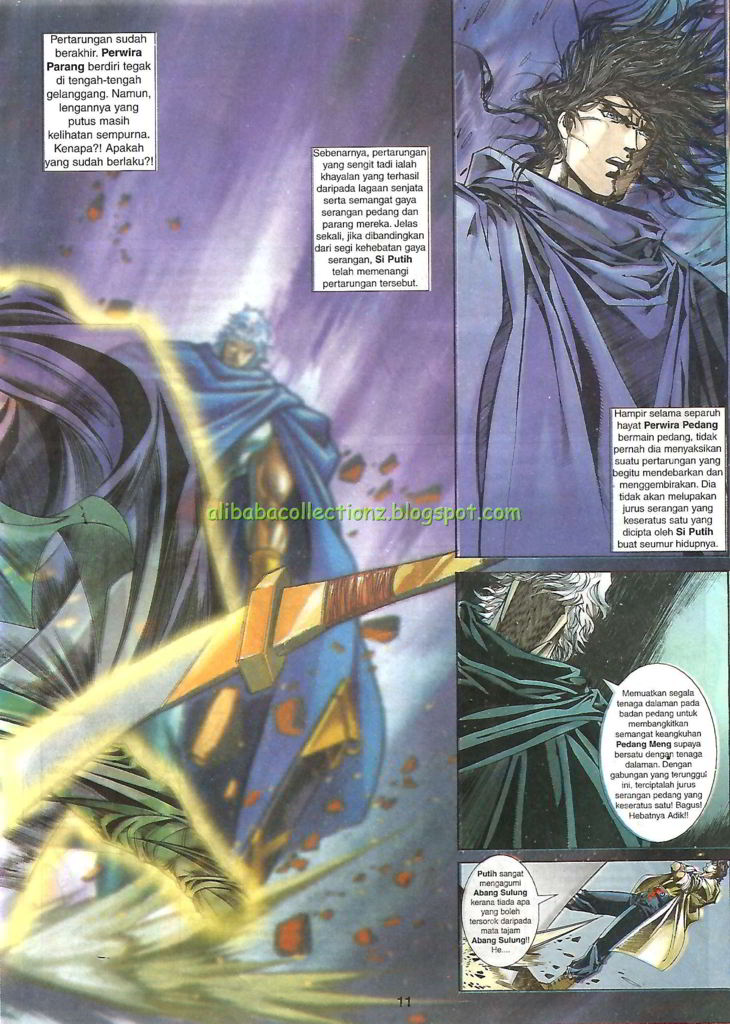 Pertarungan sudah
berakhir. Perwira
Parang berdiri tegak
di tengah-tengah
gelanggang. Namun,
lengannya yang
putus masih
kelihatan sempurna.
Kenapa?! Apakah
yang sudah berlaku?!
Sebenarnya, pertarungan
yang sengit tadi ialah
khayalan yang terhasil
daripada lagaan senjata
serta semangat gaya
serangan pedang dan
parang mereka. Jelas
sekali, jika dibandingkan
dari segi kehebatan gaya
serangan, Si Putih
telah memenangi
pertarungan tersebut.
Hampir selama separuh
hayat Perwira Pedang
bermain pedang, tidak
pernah dia menyaksikan
suatu pertarungan yang
begitu mendebarkan dan
menggembirakan. Dia
tidak akan melupakan
jurus serangan yang
keseratus satu yang
dicipta oleh Si Putih
buat seumur hidupnya.
alibabacollectionz.blogspot.com
Memuatkan segala
tenaga dalaman pada
badan pedang untuk
membangkitkan
semangat keangkuhan
Pedang Meng supaya
bersatu dengan tenaga
dalaman. Dengan
gabungan yang terunggul
ini, terciptalah jurus
serangan pedang yang
keseratus satu! Bagus!
Hebatnya Adik!!
Putih sangat
mengagumi
Abang Sulung
kerana tiada apa
yang boleh
tersorok daripada
mata tajam
Abang Sulung!!
He....
11